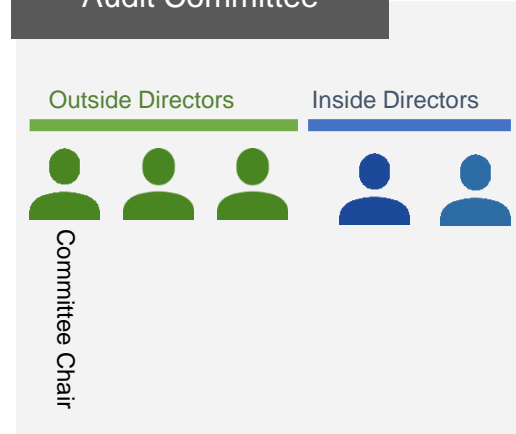 Audit Committee
Outside Directors
Inside Directors
Committee Chair